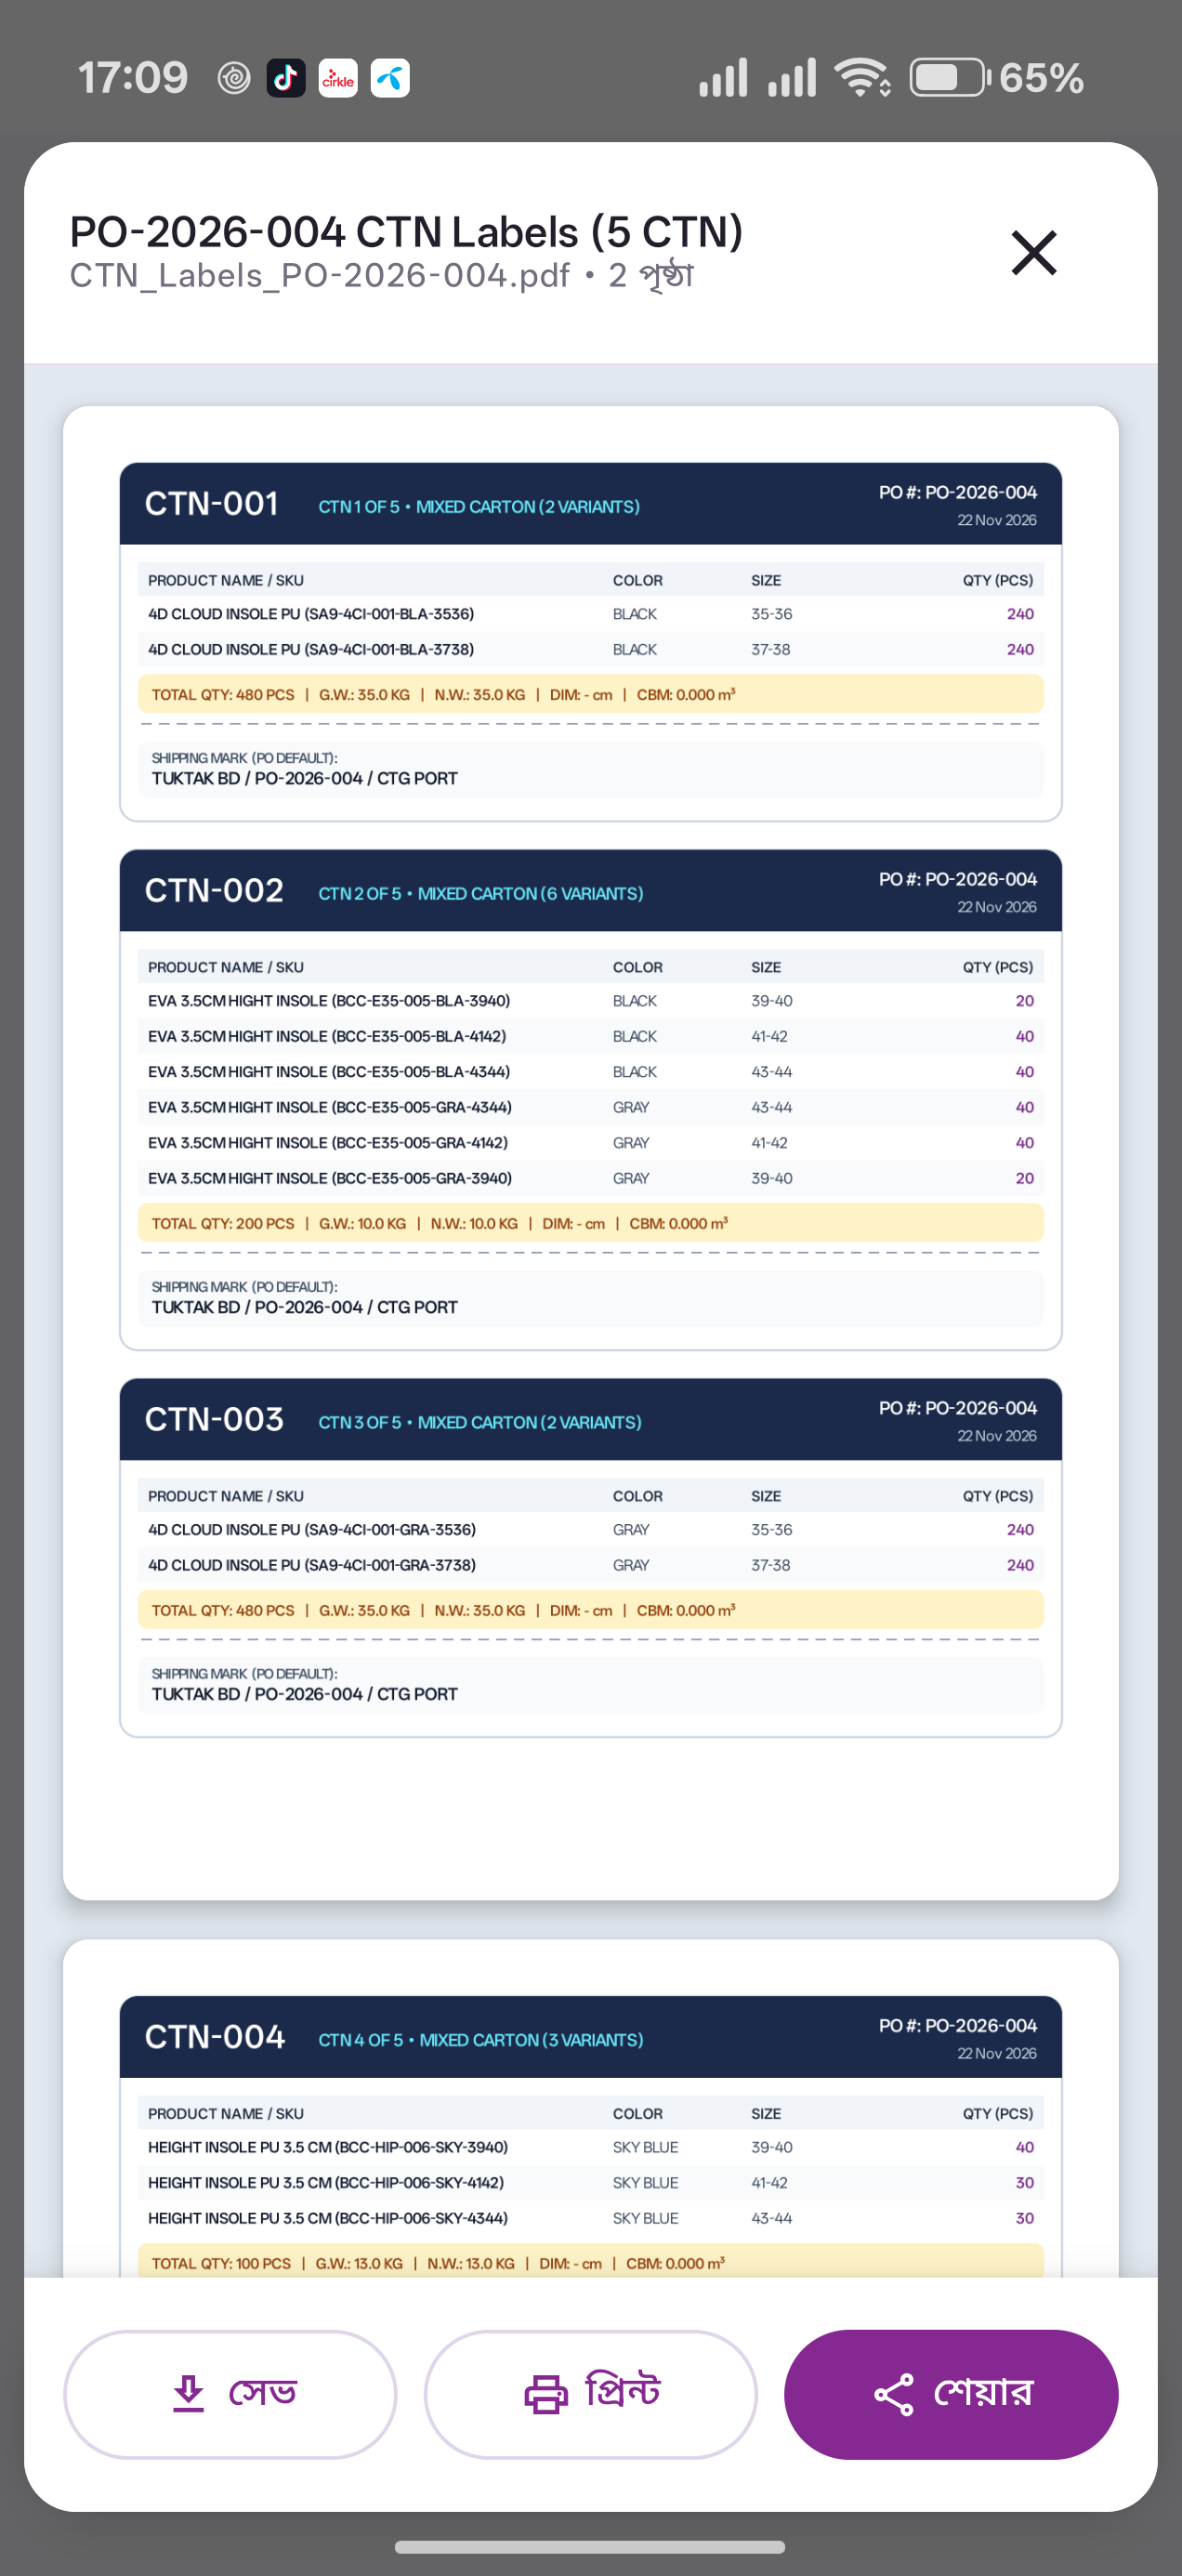 17:09
cirkle
65%
PO-2026-004 CTN Labels (5 CTN)
CTN_Labels_PO-2026-004.pdf • 2 পৃষ্ঠা
CTN-001 CTN 1 OF 5 • MIXED CARTON (2 VARIANTS) PO #: PO-2026-004
22 Nov 2026
PRODUCT NAME / SKU COLOR SIZE QTY (PCS)
4D CLOUD INSOLE PU (SA9-4CI-001-BLA-3536) BLACK 35-36 240
4D CLOUD INSOLE PU (SA9-4CI-001-BLA-3738) BLACK 37-38 240
TOTAL QTY: 480 PCS | G.W.: 35.0 KG | N.W.: 35.0 KG | DIM: - cm | CBM: 0.000 m³
SHIPPING MARK (PO DEFAULT):
TUKTAK BD / PO-2026-004 / CTG PORT
CTN-002 CTN 2 OF 5 • MIXED CARTON (6 VARIANTS) PO #: PO-2026-004
22 Nov 2026
PRODUCT NAME / SKU COLOR SIZE QTY (PCS)
EVA 3.5CM HIGHT INSOLE (BCC-E35-005-BLA-3940) BLACK 39-40 20
EVA 3.5CM HIGHT INSOLE (BCC-E35-005-BLA-4142) BLACK 41-42 40
EVA 3.5CM HIGHT INSOLE (BCC-E35-005-BLA-4344) BLACK 43-44 40
EVA 3.5CM HIGHT INSOLE (BCC-E35-005-GRA-4344) GRAY 43-44 40
EVA 3.5CM HIGHT INSOLE (BCC-E35-005-GRA-4142) GRAY 41-42 40
EVA 3.5CM HIGHT INSOLE (BCC-E35-005-GRA-3940) GRAY 39-40 20
TOTAL QTY: 200 PCS | G.W.: 10.0 KG | N.W.: 10.0 KG | DIM: - cm | CBM: 0.000 m³
SHIPPING MARK (PO DEFAULT):
TUKTAK BD / PO-2026-004 / CTG PORT
CTN-003 CTN 3 OF 5 • MIXED CARTON (2 VARIANTS) PO #: PO-2026-004
22 Nov 2026
PRODUCT NAME / SKU COLOR SIZE QTY (PCS)
4D CLOUD INSOLE PU (SA9-4CI-001-GRA-3536) GRAY 35-36 240
4D CLOUD INSOLE PU (SA9-4CI-001-GRA-3738) GRAY 37-38 240
TOTAL QTY: 480 PCS | G.W.: 35.0 KG | N.W.: 35.0 KG | DIM: - cm | CBM: 0.000 m³
SHIPPING MARK (PO DEFAULT):
TUKTAK BD / PO-2026-004 / CTG PORT
CTN-004 CTN 4 OF 5 • MIXED CARTON (3 VARIANTS) PO #: PO-2026-004
22 Nov 2026
PRODUCT NAME / SKU COLOR SIZE QTY (PCS)
HEIGHT INSOLE PU 3.5 CM (BCC-HIP-006-SKY-3940) SKY BLUE 39-40 40
HEIGHT INSOLE PU 3.5 CM (BCC-HIP-006-SKY-4142) SKY BLUE 41-42 30
HEIGHT INSOLE PU 3.5 CM (BCC-HIP-006-SKY-4344) SKY BLUE 43-44 30
TOTAL QTY: 100 PCS | G.W.: 13.0 KG | N.W.: 13.0 KG | DIM: - cm | CBM: 0.000 m³
সেভ প্রিন্ট শেয়ার